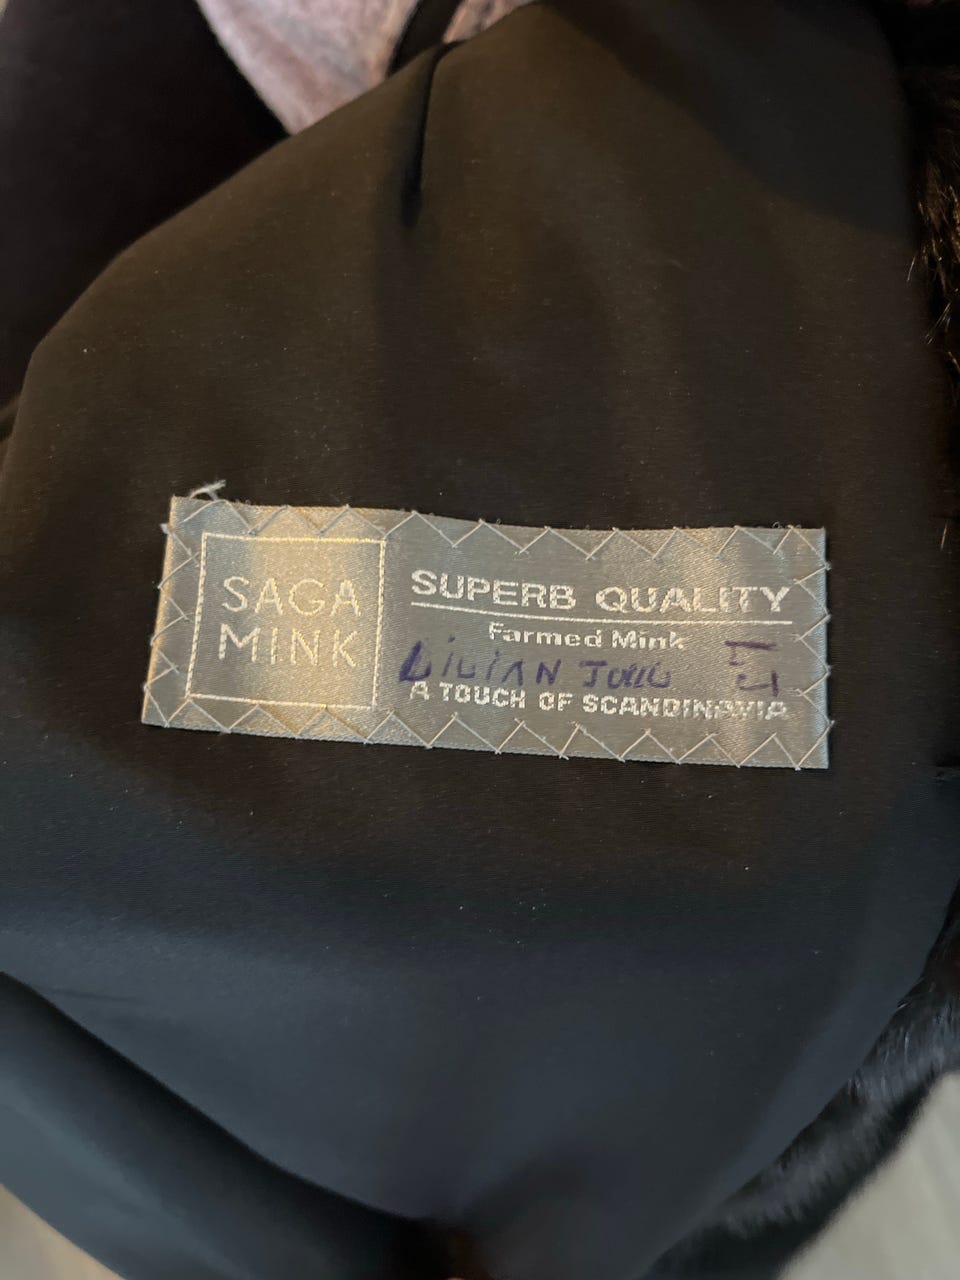 SAGA
MINK
SUPERB QUALITY
Farmed Mink
LiLiAN
A TOUCH OF SCANDINAVIA